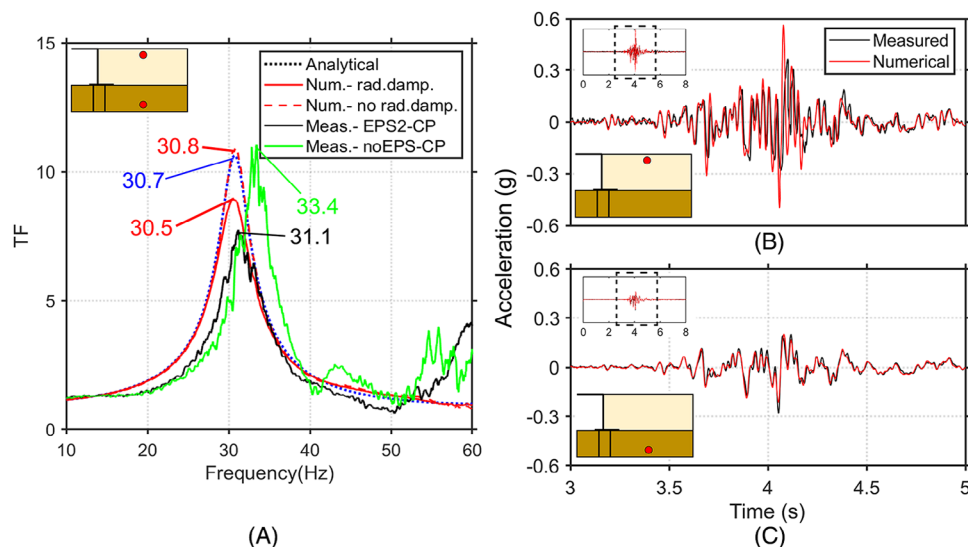 15
10
5
0
TF
10 20 30 40 50 60
Frequency(Hz)
(A)
Analytical
Num.- rad.damp.
Num.- no rad.damp.
Meas.- EPS2-CP
Meas.- noEPS-CP
30.8
30.7
30.5
33.4
31.1
Acceleration (g)
0.6
0.3
0
-0.3
-0.6
0 2 4 6 8
Measured
Numerical
(B)
0.6
0.3
0
-0.3
-0.6
0 2 4 6 8
3 3.5 4 4.5 5
Time (s)
(C)